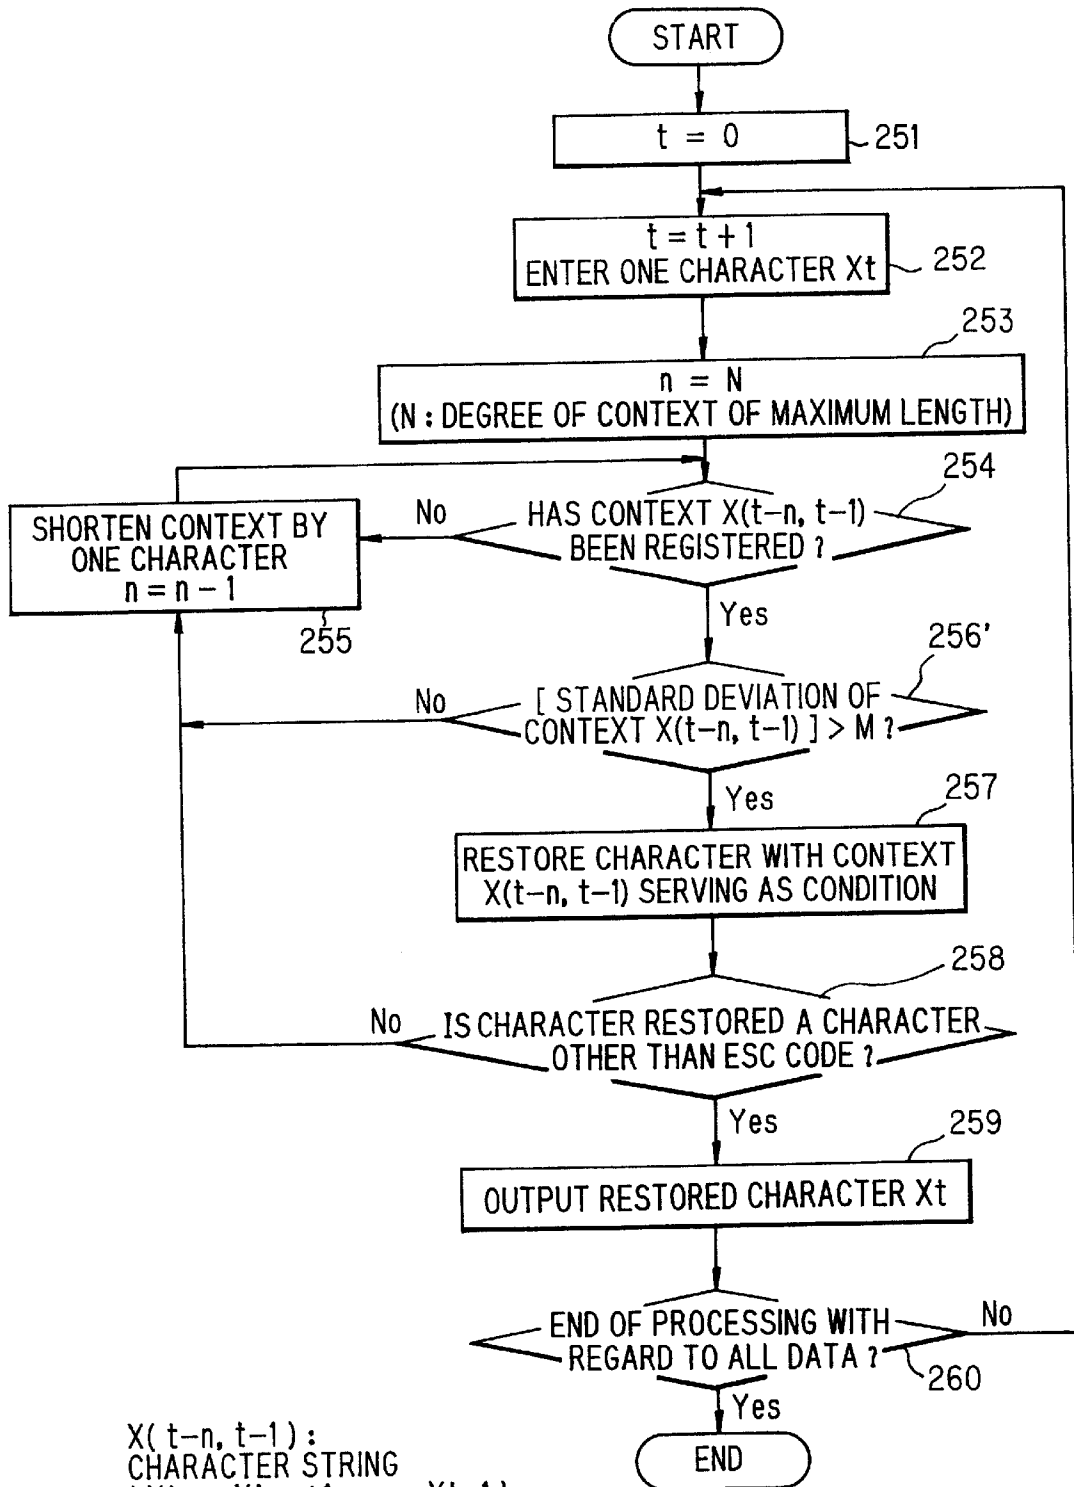 START
t = 0
251
t = t + 1
ENTER ONE CHARACTER Xt
252
253
n = N
(N : DEGREE OF CONTEXT OF MAXIMUM LENGTH)
254
HAS CONTEXT X(t-n, t-1)
BEEN REGISTERED ?
No
SHORTEN CONTEXT BY
ONE CHARACTER
n = n - 1
255
Yes
256'
[ STANDARD DEVIATION OF
CONTEXT X(t-n, t-1) ] > M ?
No
Yes
257
RESTORE CHARACTER WITH CONTEXT
X(t-n, t-1) SERVING AS CONDITION
258
IS CHARACTER RESTORED A CHARACTER
OTHER THAN ESC CODE ?
No
Yes
259
OUTPUT RESTORED CHARACTER Xt
END OF PROCESSING WITH
REGARD TO ALL DATA ?
No
260
Yes
END
X( t-n, t-1 ) :
CHARACTER STRING